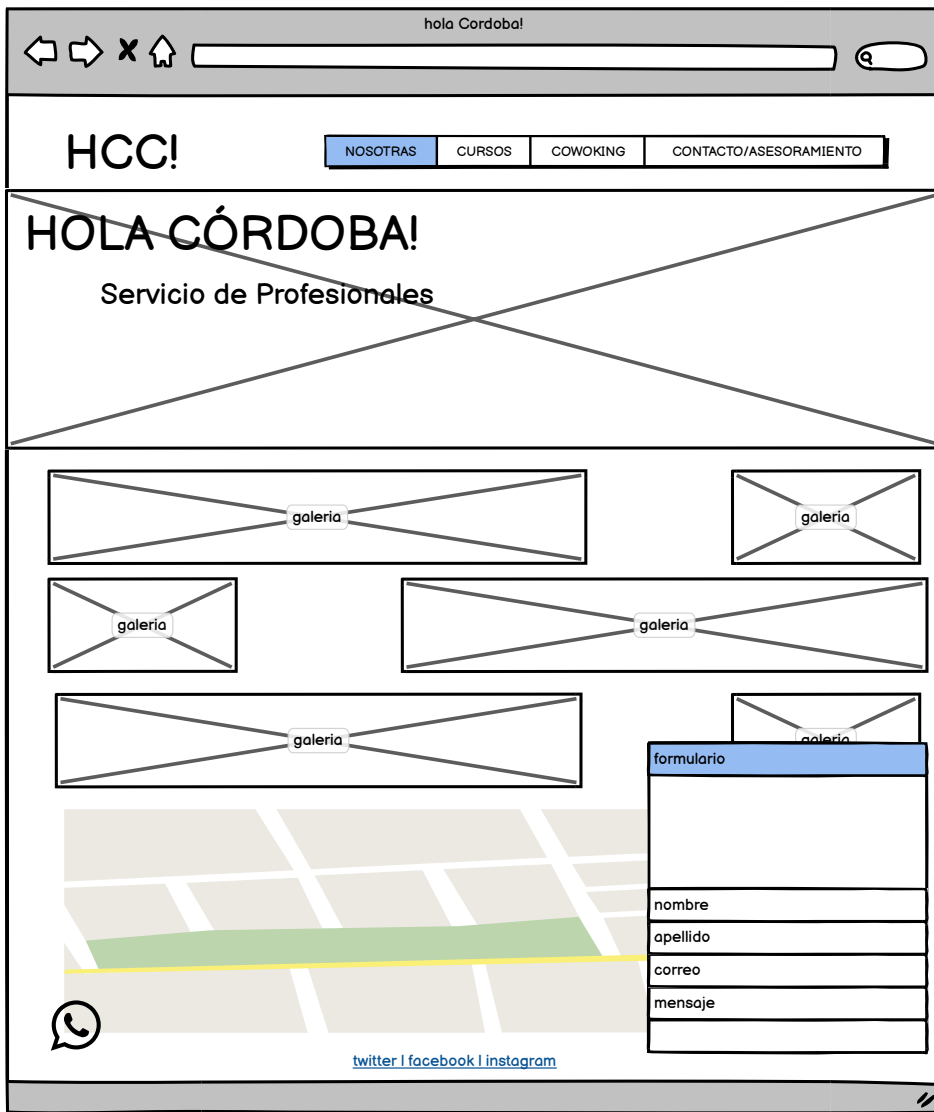 hola Cordoba!
HCC!
NOSOTRAS CURSOS COWOKING CONTACTO/ASESORAMIENTO
HOLA CÓRDOBA!
Servicio de Profesionales
galeria galeria
galeria galeria
galeria galeria
formulario
nombre
apellido
correo
mensaje
twitter | facebook | instagram